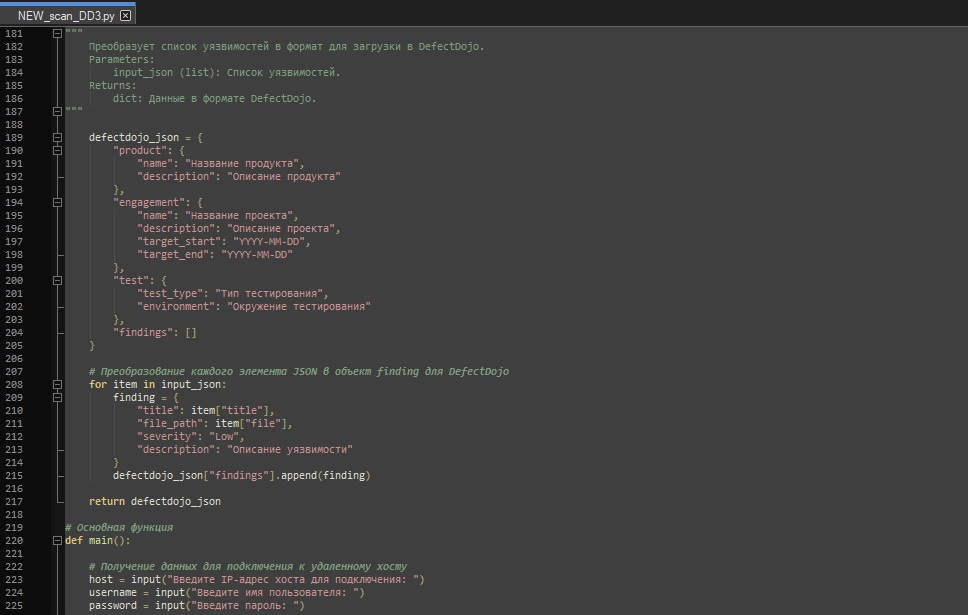 NEW_scan_DD3.py
181 """
182 Преобразует список уязвимостей в формат для загрузки в DefectDojo.
183 Parameters:
184 input_json (list): Список уязвимостей.
185 Returns:
186 dict: Данные в формате DefectDojo.
187 """
188
189 defectdojo_json = {
190 "product": {
191 "name": "Название продукта",
192 "description": "Описание продукта"
193 },
194 "engagement": {
195 "name": "Название проекта",
196 "description": "Описание проекта",
197 "target_start": "YYYY-MM-DD",
198 "target_end": "YYYY-MM-DD"
199 },
200 "test": {
201 "test_type": "Тип тестирования",
202 "environment": "Окружение тестирования"
203 },
204 "findings": []
205 }
206
207 # Преобразование каждого элемента JSON в объект finding для DefectDojo
208 for item in input_json:
209 finding = {
210 "title": item["title"],
211 "file_path": item["file"],
212 "severity": "Low",
213 "description": "Описание уязвимости"
214 }
215 defectdojo_json["findings"].append(finding)
216
217 return defectdojo_json
218
219 # Основная функция
220 def main():
221
222 # Получение данных для подключения к удаленному хосту
223 host = input("Введите IP-адрес хоста для подключения: ")
224 username = input("Введите имя пользователя: ")
225 password = input("Введите пароль: ")